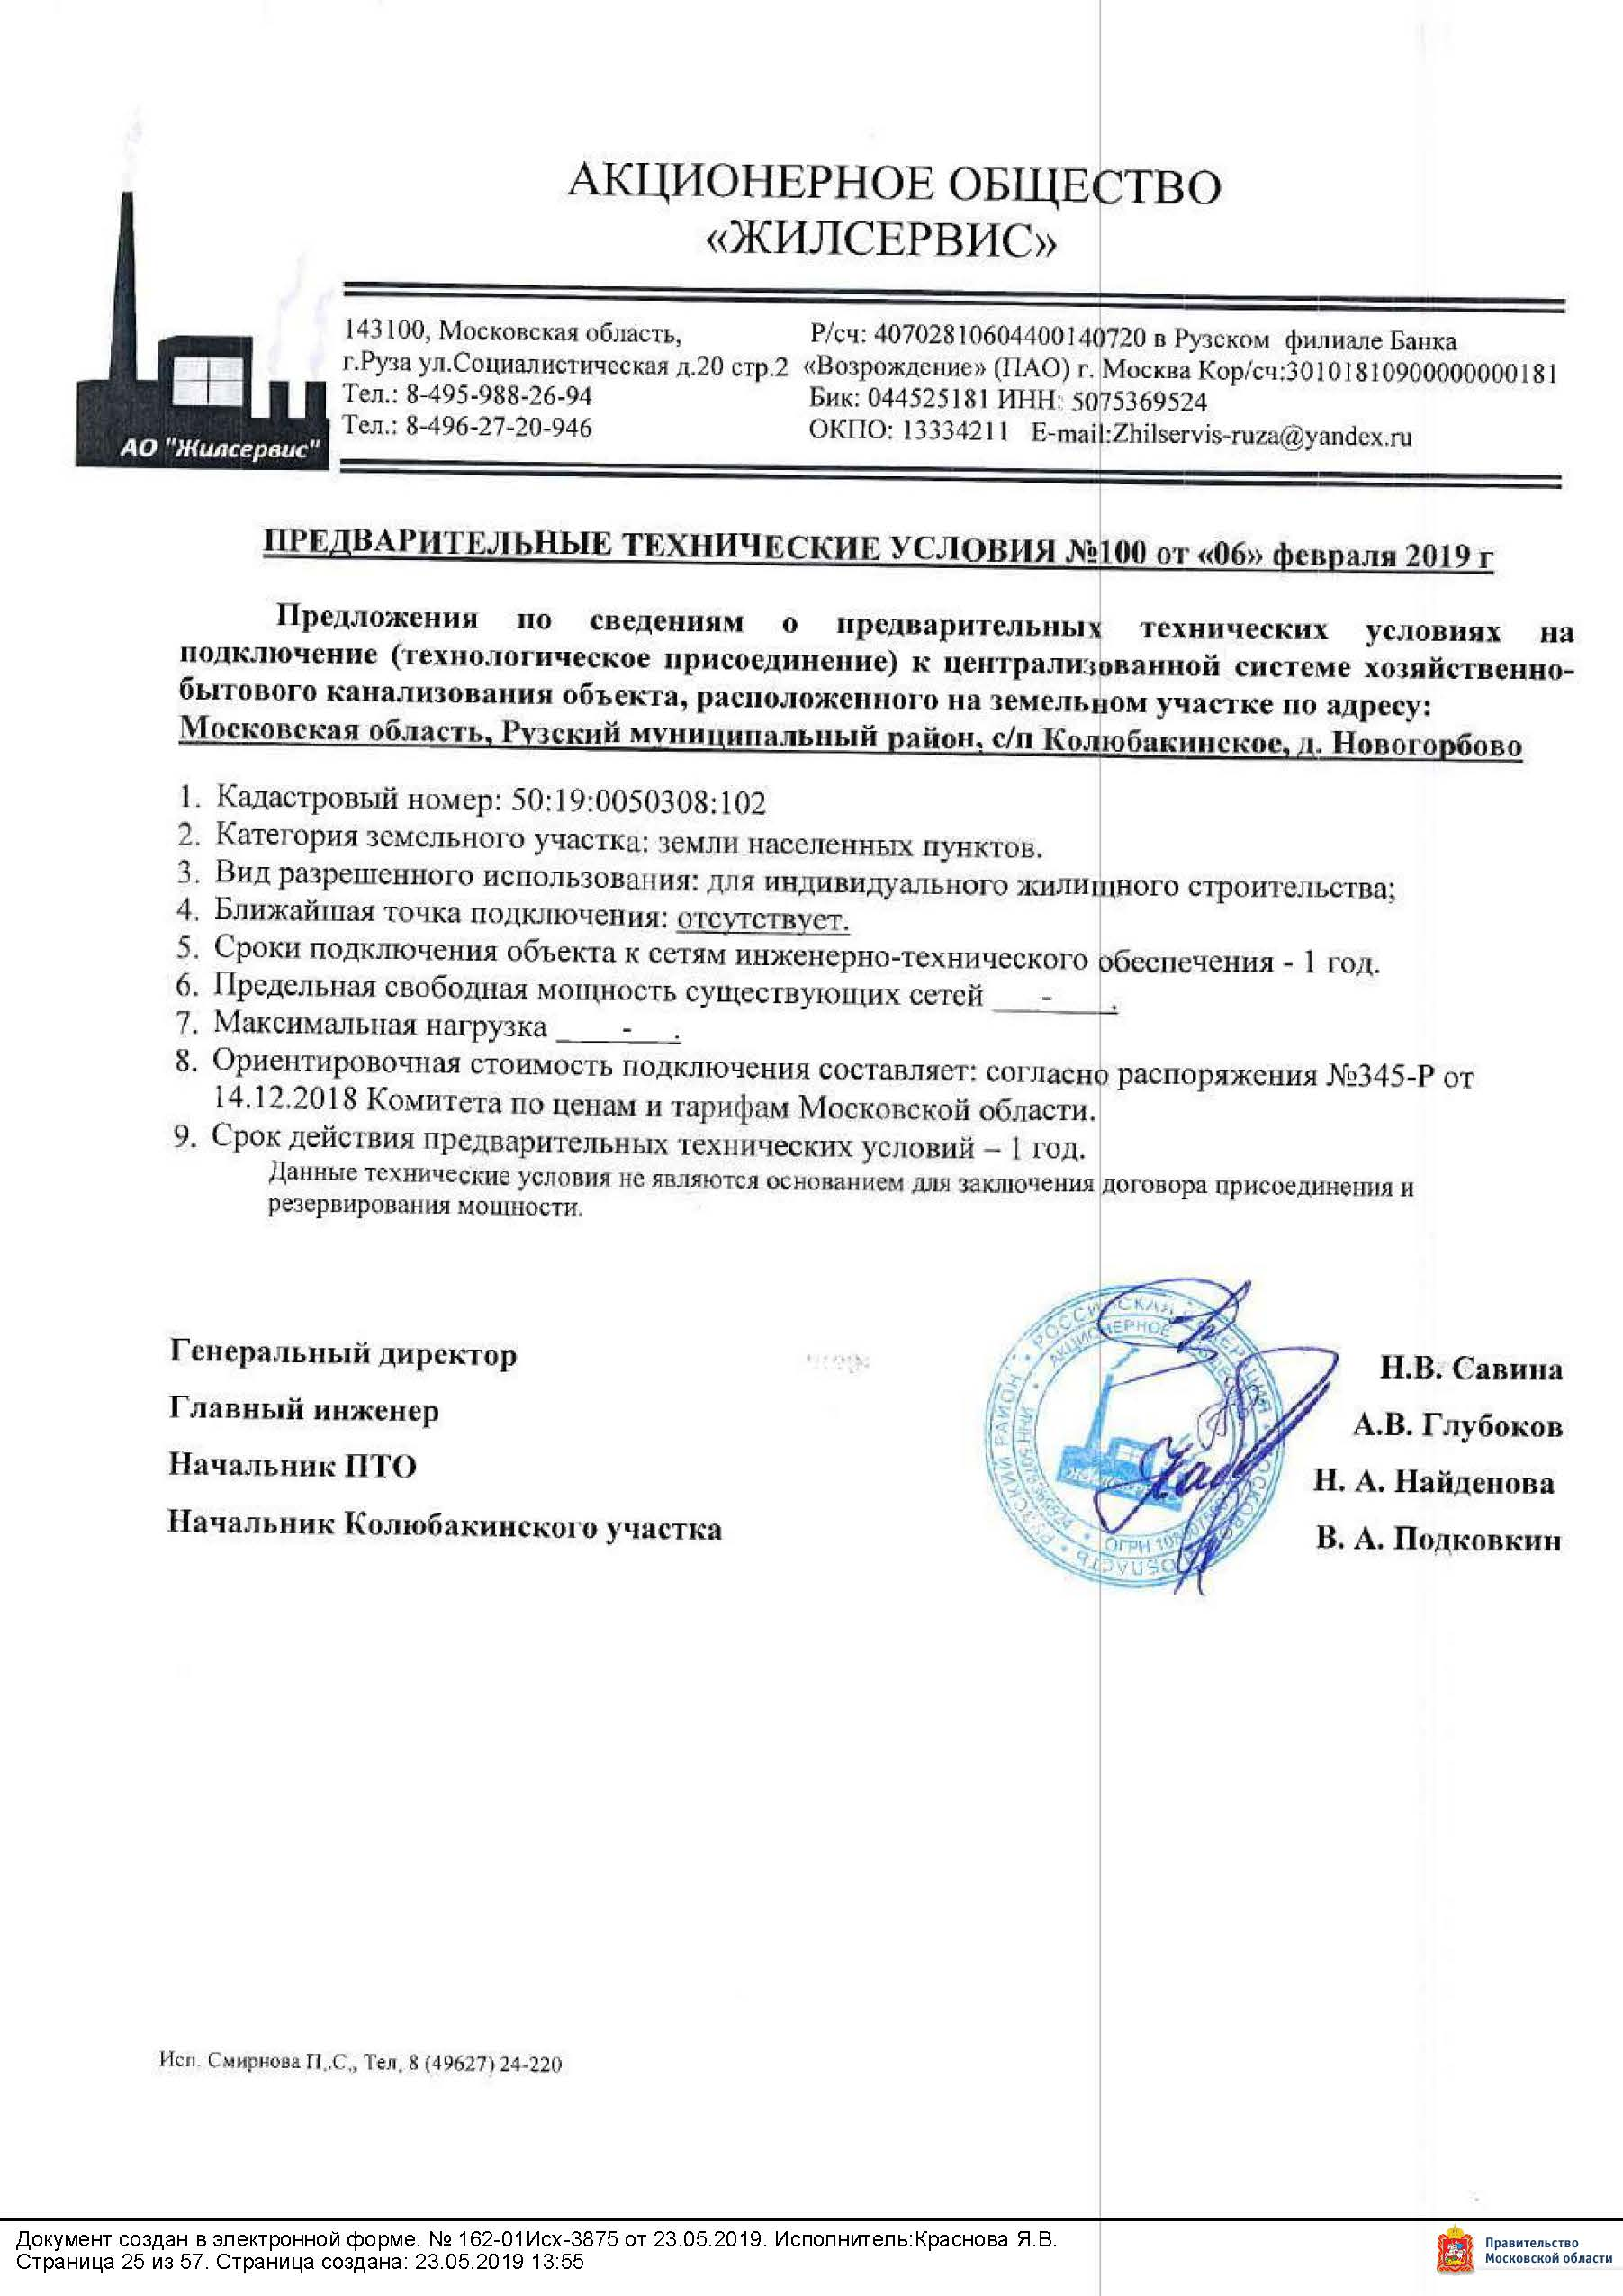 АКЦИОНЕРНОЕ ОБЩЕСТВО
«ЖИЛСЕРВИС»
АО "Жилсервис"
143100, Московская область,
г.Руза ул.Социалистическая д.20 стр.2
Тел.: 8-495-988-26-94
Тел.: 8-496-27-20-946
Р/сч: 40702810604400140720 в Рузском филиале Банка
«Возрождение» (ПАО) г. Москва Кор/сч:30101810900000000181
Бик: 044525181 ИНН: 5075369524
ОКПО: 13334211 E-mail:Zhilservis-ruza@yandex.ru
ПРЕДВАРИТЕЛЬНЫЕ ТЕХНИЧЕСКИЕ УСЛОВИЯ №100 от «06» февраля 2019 г
Предложения по сведениям о предварительных технических условиях на
подключение (технологическое присоединение) к централизованной системе хозяйственно-
бытового канализования объекта, расположенного на земельном участке по адресу:
Московская область, Рузский муниципальный район, с/п Колюбакинское, д. Новогорбово
1. Кадастровый номер: 50:19:0050308:102
2. Категория земельного участка: земли населенных пунктов.
3. Вид разрешенного использования: для индивидуального жилищного строительства;
4. Ближайшая точка подключения: отсутствует.
5. Сроки подключения объекта к сетям инженерно-технического обеспечения - 1 год.
6. Предельная свободная мощность существующих сетей ___-____.
7. Максимальная нагрузка ____-___.
8. Ориентировочная стоимость подключения составляет: согласно распоряжения №345-Р от
14.12.2018 Комитета по ценам и тарифам Московской области.
9. Срок действия предварительных технических условий – 1 год.
Данные технические условия не являются основанием для заключения договора присоединения и
резервирования мощности.
Генеральный директор Н.В. Савина
Главный инженер А.В. Глубоков
Начальник ПТО Н. А. Найденова
Начальник Колюбакинского участка В. А. Подковкин
РУЗСКИЙ РАЙОН • РОССИЙСКАЯ ФЕДЕРАЦИЯ • МОСКОВСКАЯ ОБЛАСТЬ
АКЦИОНЕРНОЕ
Исп. Смирнова П,.С,, Тел, 8 (49627) 24-220
Документ создан в электронной форме. № 162-01Исх-3875 от 23.05.2019. Исполнитель:Краснова Я.В.
Страница 25 из 57. Страница создана: 23.05.2019 13:55
Правительство
Московской области